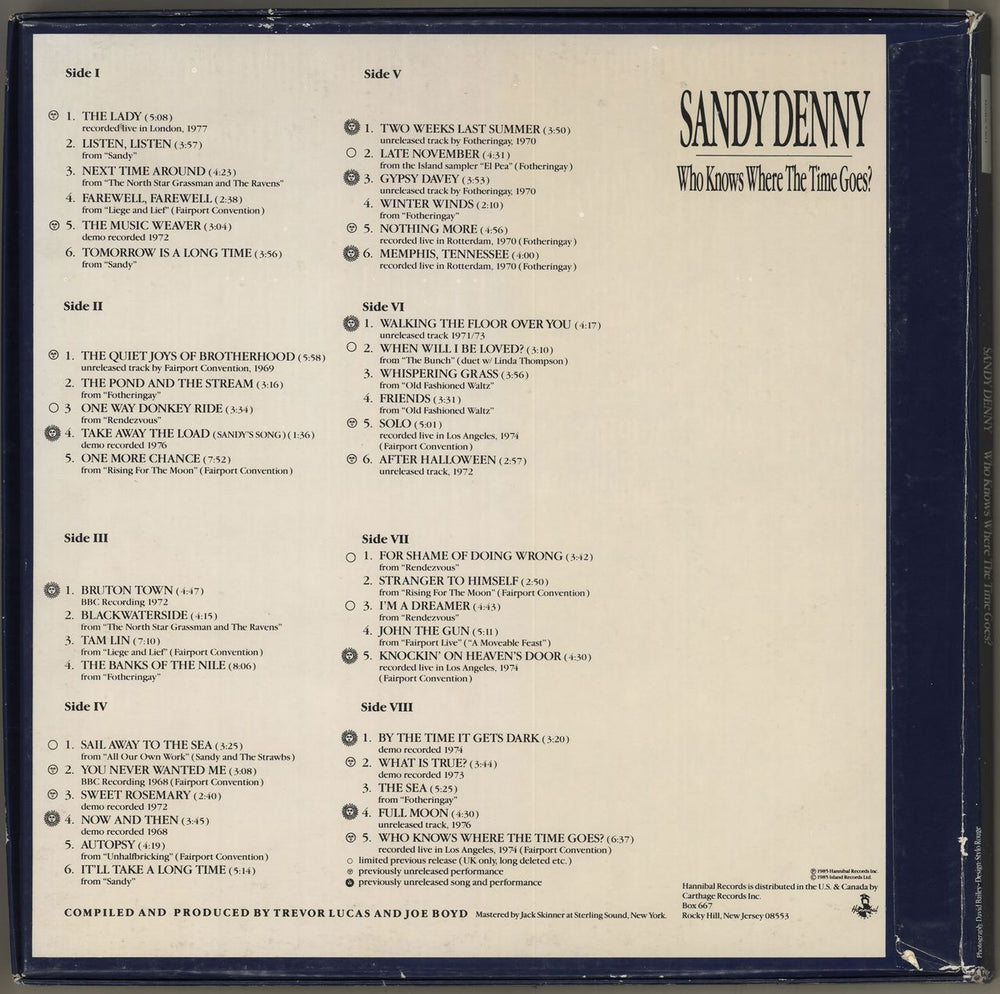 Side I
1. THE LADY (5:08)
recorded live in London, 1977
2. LISTEN, LISTEN (3:57)
from "Sandy"
3. NEXT TIME AROUND (4:23)
from "The North Star Grassman and The Ravens"
4. FAREWELL, FAREWELL (2:38)
from "Liege and Lief" (Fairport Convention)
5. THE MUSIC WEAVER (3:04)
demo recorded 1972
6. TOMORROW IS A LONG TIME (3:56)
from "Sandy"
Side II
1. THE QUIET JOYS OF BROTHERHOOD (5:58)
unreleased track by Fairport Convention, 1969
2. THE POND AND THE STREAM (3:16)
from "Fotheringay"
3 ONE WAY DONKEY RIDE (3:34)
from "Rendezvous"
4. TAKE AWAY THE LOAD (SANDY'S SONG) (1:36)
demo recorded 1976
5. ONE MORE CHANCE (7:52)
from "Rising For The Moon" (Fairport Convention)
Side III
1. BRUTON TOWN (4:47)
BBC Recording 1972
2. BLACKWATERSIDE (4:15)
from "The North Star Grassman and The Ravens"
3. TAM LIN (7:10)
from "Liege and Lief" (Fairport Convention)
4. THE BANKS OF THE NILE (8:06)
from "Fotheringay"
Side IV
1. SAIL AWAY TO THE SEA (3:25)
from "All Our Own Work" (Sandy and The Strawbs)
2. YOU NEVER WANTED ME (3:08)
BBC Recording 1968 (Fairport Convention)
3. SWEET ROSEMARY (2:40)
demo recorded 1972
4. NOW AND THEN (3:45)
demo recorded 1968
5. AUTOPSY (4:19)
from "Unhalfbricking" (Fairport Convention)
6. IT'LL TAKE A LONG TIME (5:14)
from "Sandy"
Side V
1. TWO WEEKS LAST SUMMER (3:50)
unreleased track by Fotheringay, 1970
2. LATE NOVEMBER (4:31)
from the Island sampler "El Pea" (Fotheringay)
3. GYPSY DAVEY (3:53)
unreleased track by Fotheringay, 1970
4. WINTER WINDS (2:10)
from "Fotheringay"
5. NOTHING MORE (4:56)
recorded live in Rotterdam, 1970 (Fotheringay)
6. MEMPHIS, TENNESSEE (4:00)
recorded live in Rotterdam, 1970 (Fotheringay)
Side VI
1. WALKING THE FLOOR OVER YOU (4:17)
unreleased track 1971/73
2. WHEN WILL I BE LOVED? (3:10)
from "The Bunch" (duet w/ Linda Thompson)
3. WHISPERING GRASS (3:56)
from "Old Fashioned Waltz"
4. FRIENDS (3:31)
from "Old Fashioned Waltz"
5. SOLO (5:01)
recorded live in Los Angeles, 1974
(Fairport Convention)
6. AFTER HALLOWEEN (2:57)
unreleased track, 1972
Side VII
1. FOR SHAME OF DOING WRONG (3:42)
from "Rendezvous"
2. STRANGER TO HIMSELF (2:50)
from "Rising For The Moon" (Fairport Convention)
3. I'M A DREAMER (4:43)
from "Rendezvous"
4. JOHN THE GUN (5:11)
from "Fairport Live" ("A Moveable Feast")
5. KNOCKIN' ON HEAVEN'S DOOR (4:30)
recorded live in Los Angeles, 1974
(Fairport Convention)
Side VIII
1. BY THE TIME IT GETS DARK (3:20)
demo recorded 1974
2. WHAT IS TRUE? (3:44)
demo recorded 1973
3. THE SEA (5:25)
from "Fotheringay"
4. FULL MOON (4:30)
unreleased track, 1976
5. WHO KNOWS WHERE THE TIME GOES? (6:37)
recorded live in Los Angeles, 1974 (Fairport Convention)
limited previous release (UK only, long deleted etc.)
previously unreleased performance
previously unreleased song and performance
COMPILED AND PRODUCED BY TREVOR LUCAS AND JOE BOYD Mastered by Jack Skinner at Sterling Sound, New York.
SANDY DENNY
Who Knows Where The Time Goes?
℗ 1985 Hannibal Records Inc.
© 1985 Island Records Ltd.
Hannibal Records is distributed in the U.S. & Canada by
Carthage Records Inc.
Box 667
Rocky Hill, New Jersey 08553
SANDY DENNY WHO KNOWS WHERE THE TIME GOES?
Photograph: David Bailey–Design: Stylo Rouge